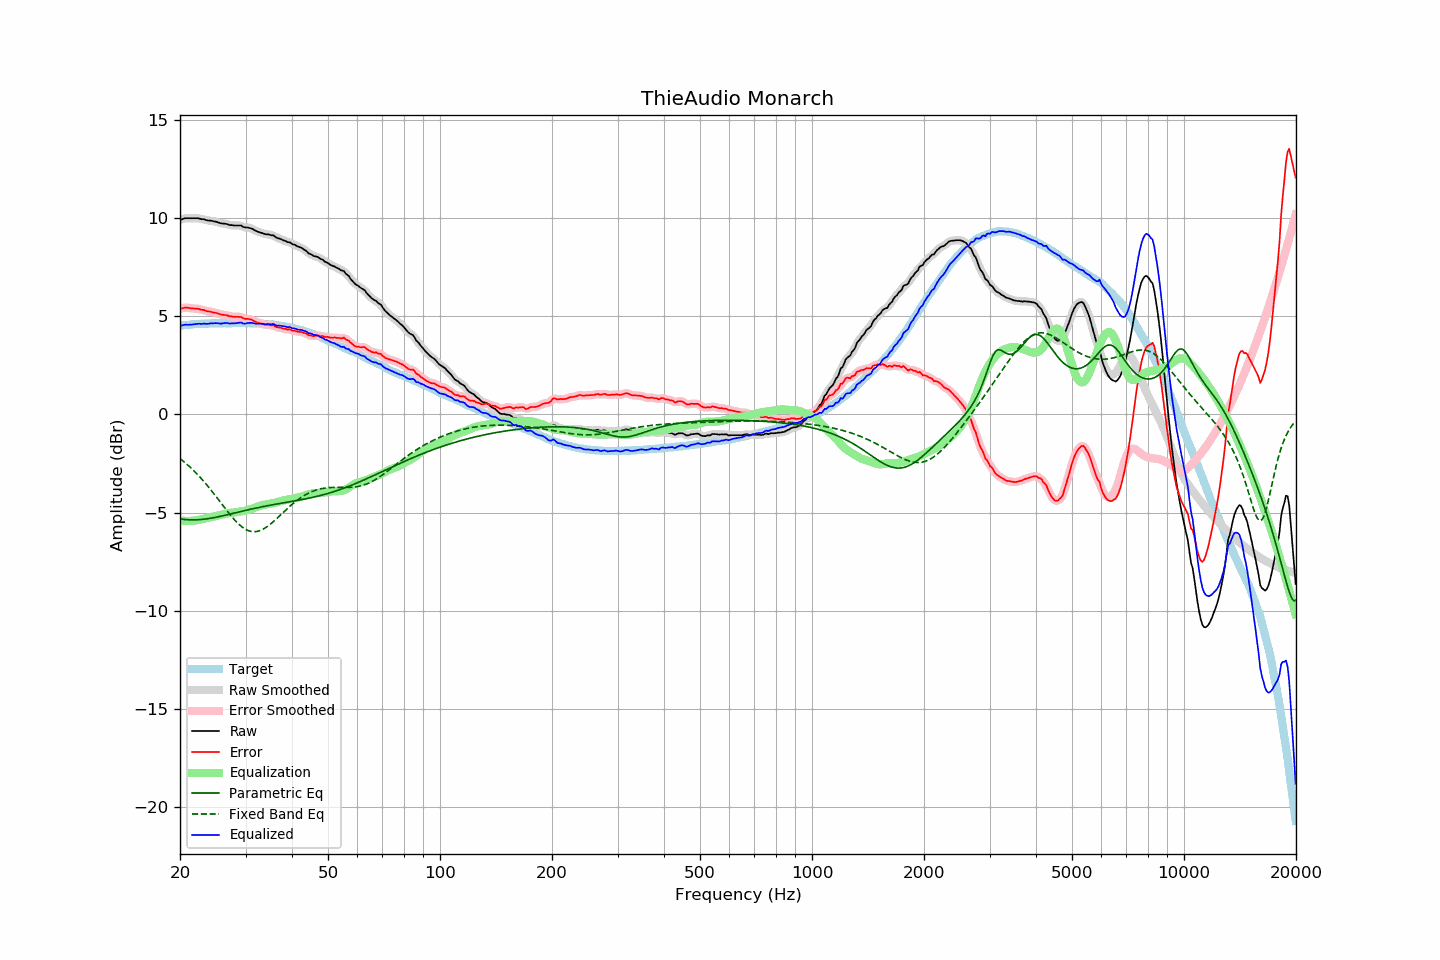 ThieAudio Monarch
Amplitude (dBr)
15
10
5
0
−5
−10
−15
−20
Target
Raw Smoothed
Error Smoothed
Raw
Error
Equalization
Parametric Eq
Fixed Band Eq
Equalized
20 50 100 200 500 1000 2000 5000 10000 20000
Frequency (Hz)